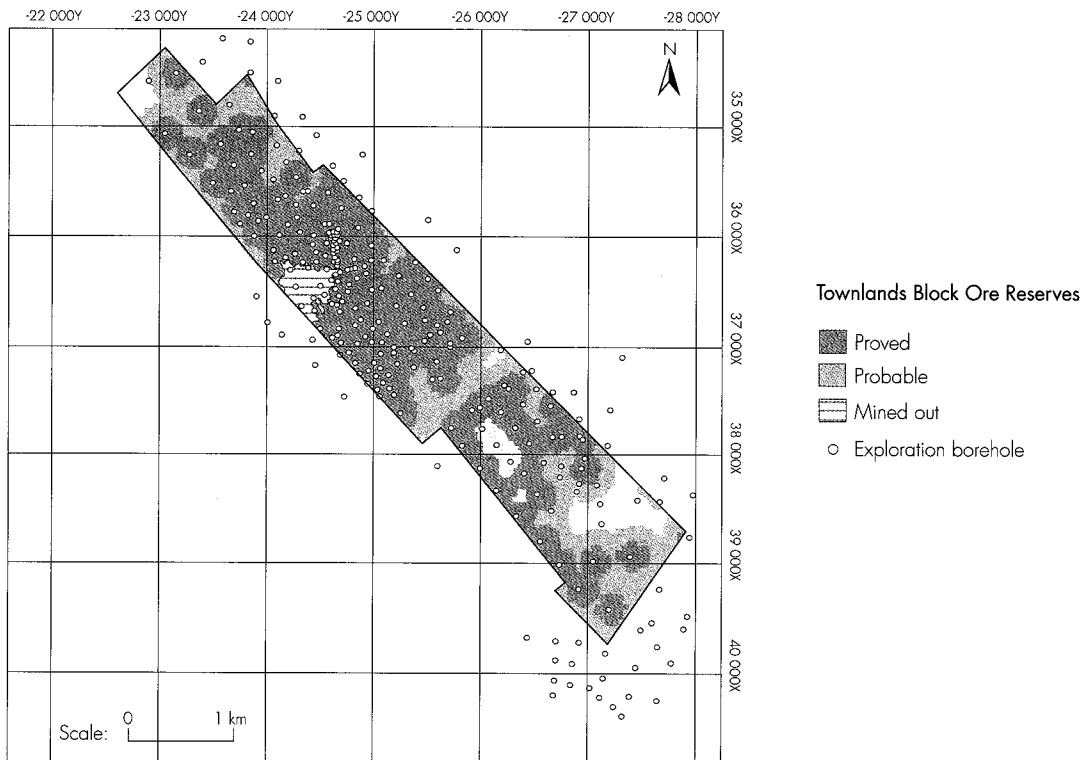 -22 000Y -23 000Y -24 000Y -25 000Y -26 000Y -27 000Y -28 000Y
N
35 000X
36 000X
37 000X
38 000X
39 000X
40 000X
Townlands Block Ore Reserves
Proved
Probable
Mined out
Exploration borehole
Scale: 0 1 km